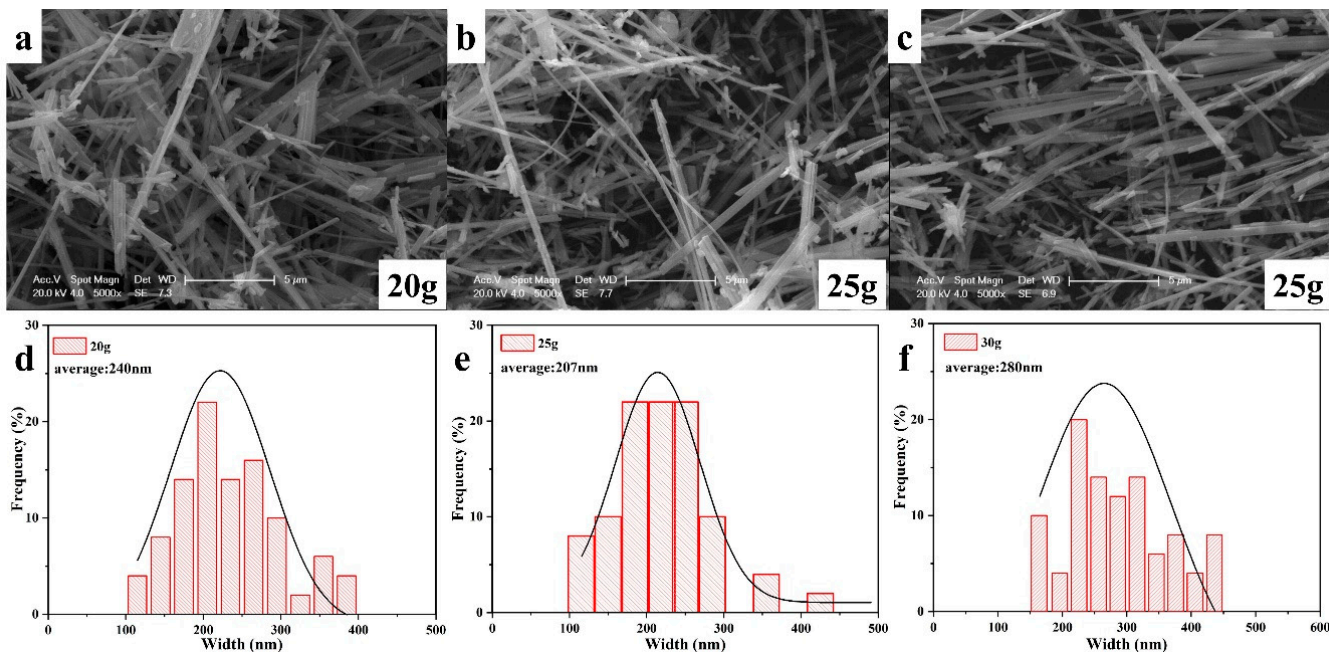 a
Acc.V Spot Magn Det WD 5 μm
20.0 kV 4.0 5000x SE 7.3
20g
b
Acc.V Spot Magn Det WD 5 μm
20.0 kV 4.0 5000x SE 7.7
25g
c
Acc.V Spot Magn Det WD 5 μm
20.0 kV 4.0 5000x SE 6.9
25g
d
20g
average:240nm
Frequency (%)
30
20
10
0
0 100 200 300 400 500
Width (nm)
e
25g
average:207nm
Frequency (%)
30
20
10
0
0 100 200 300 400 500
Width (nm)
f
30g
average:280nm
Frequency (%)
30
20
10
0
0 100 200 300 400 500 600
Width (nm)